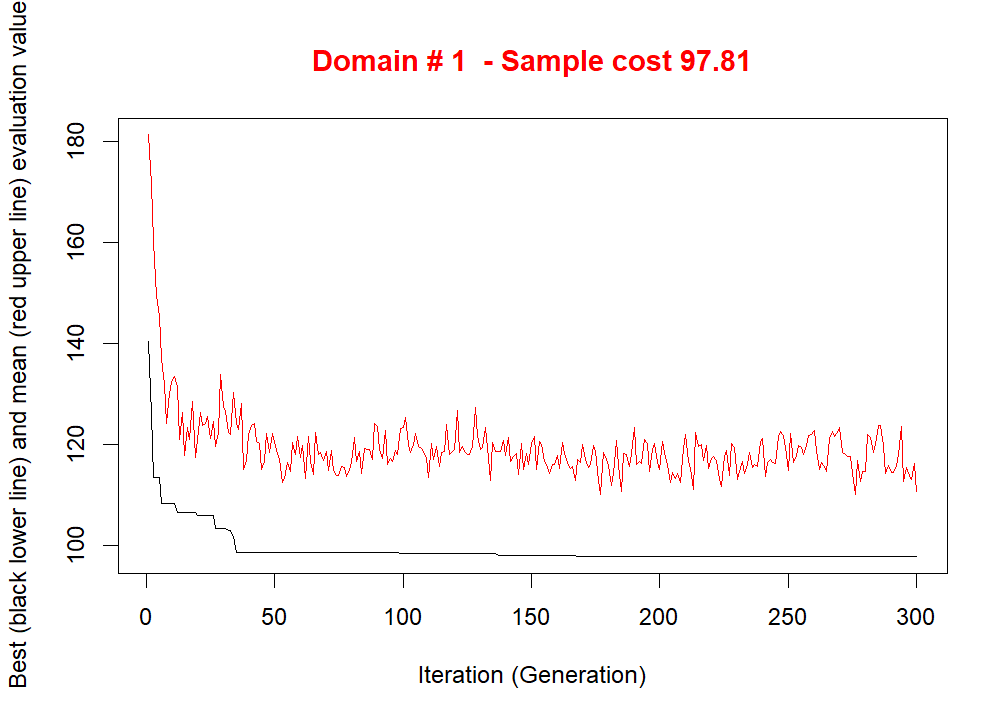 Domain # 1  - Sample cost 97.81
Best (black lower line) and mean (red upper line) evaluation value
180
160
140
120
100
0 50 100 150 200 250 300
Iteration (Generation)